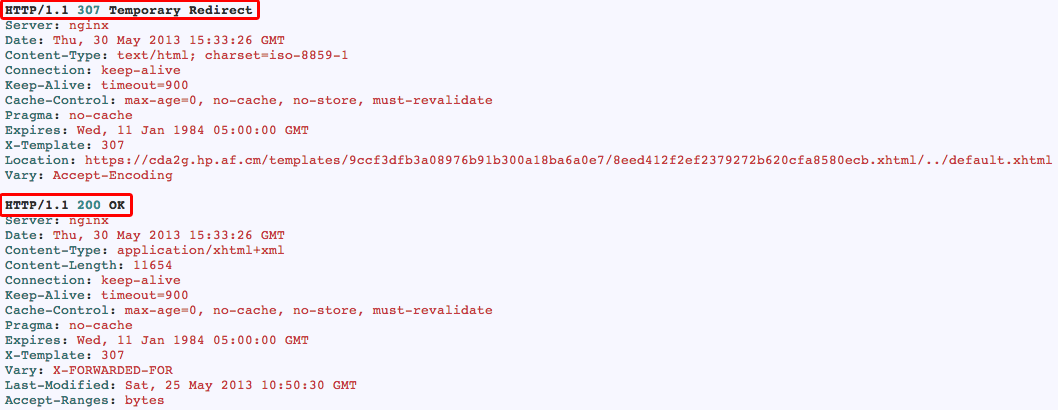 HTTP/1.1 307 Temporary Redirect
Server: nginx
Date: Thu, 30 May 2013 15:33:26 GMT
Content-Type: text/html; charset=iso-8859-1
Connection: keep-alive
Keep-Alive: timeout=900
Cache-Control: max-age=0, no-cache, no-store, must-revalidate
Pragma: no-cache
Expires: Wed, 11 Jan 1984 05:00:00 GMT
X-Template: 307
Location: https://cda2g.hp.af.cm/templates/9ccf3dfb3a08976b91b300a18ba6a0e7/8eed412f2ef2379272b620cfa8580ecb.xhtml/../default.xhtml
Vary: Accept-Encoding
HTTP/1.1 200 OK
Server: nginx
Date: Thu, 30 May 2013 15:33:26 GMT
Content-Type: application/xhtml+xml
Content-Length: 11654
Connection: keep-alive
Keep-Alive: timeout=900
Cache-Control: max-age=0, no-cache, no-store, must-revalidate
Pragma: no-cache
Expires: Wed, 11 Jan 1984 05:00:00 GMT
X-Template: 307
Vary: X-FORWARDED-FOR
Last-Modified: Sat, 25 May 2013 10:50:30 GMT
Accept-Ranges: bytes